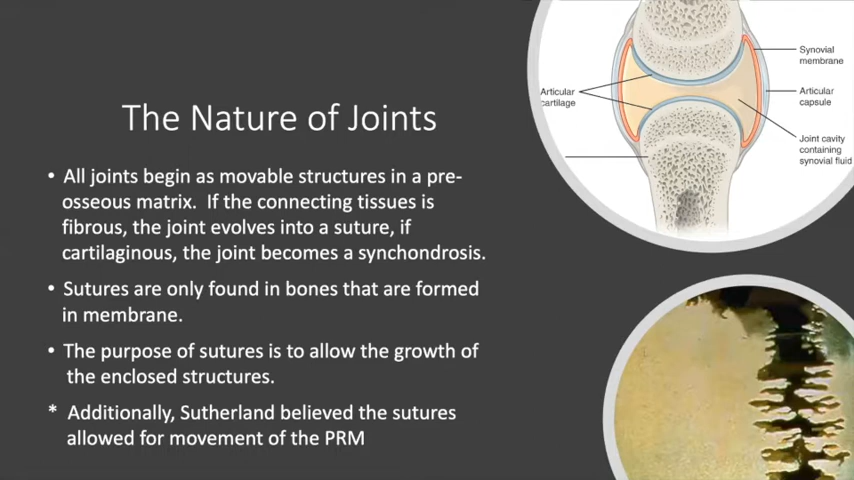 The Nature of Joints
• All joints begin as movable structures in a pre-
osseous matrix. If the connecting tissues is
fibrous, the joint evolves into a suture, if
cartilaginous, the joint becomes a synchondrosis.
• Sutures are only found in bones that are formed
in membrane.
• The purpose of sutures is to allow the growth of
the enclosed structures.
* Additionally, Sutherland believed the sutures
allowed for movement of the PRM
Articular
cartilage
Synovial
membrane
Articular
capsule
Joint cavity
containing
synovial fluid